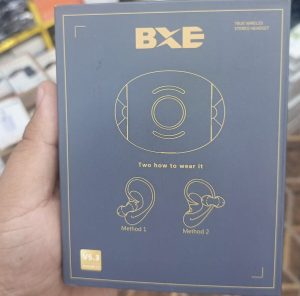 BXE
TRUE WIRELESS
STEREO HEADSET
Two how to wear it
Method 1
Method 2
V5.3